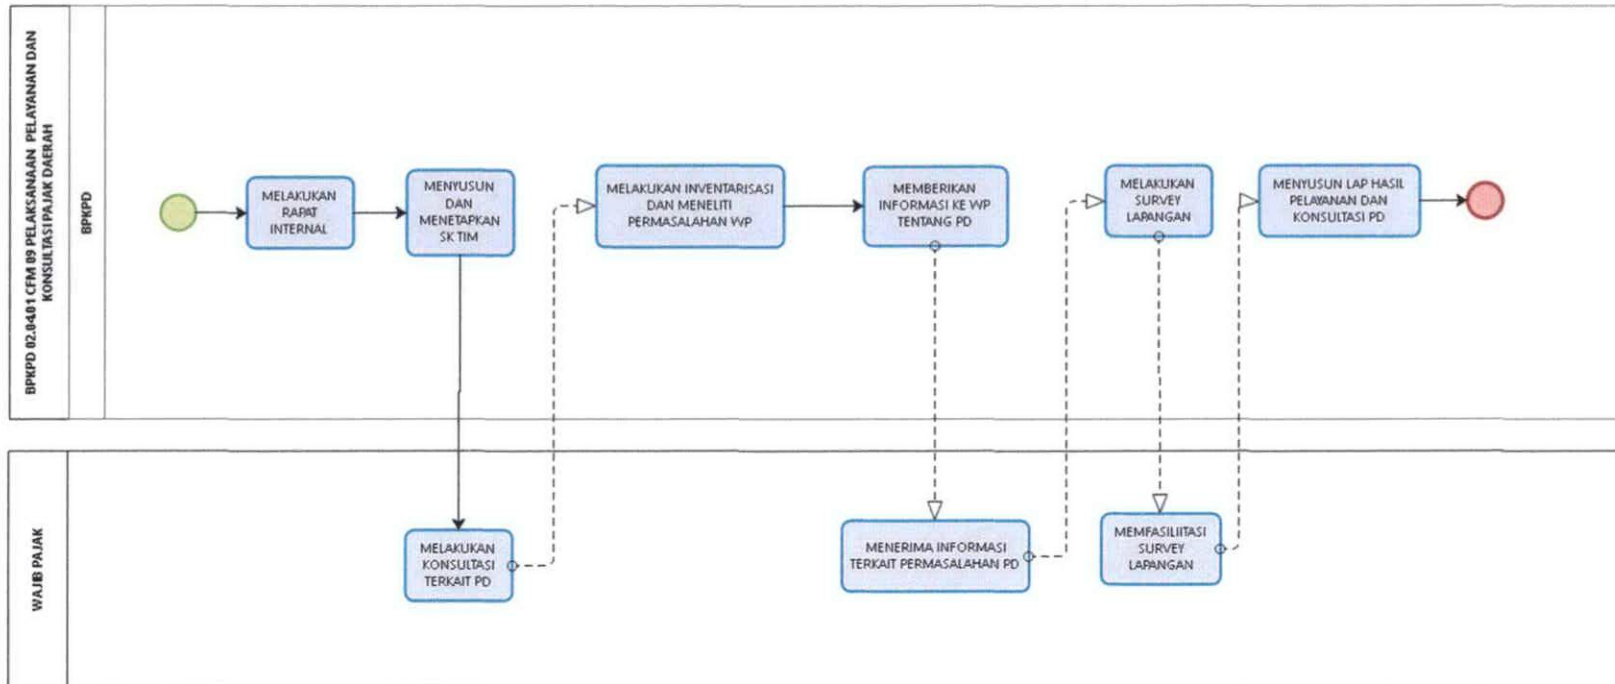 BPKPD 02.04.01 CFM 09 PELAKSANAAN PELAYANAN DAN
KONSULTASI PAJAK DAERAH
BPKPD
MELAKUKAN
RAPAT
INTERNAL
MENYUSUN
DAN
MENETAPKAN
SK TIM
MELAKUKAN INVENTARISASI
DAN MENELITI
PERMASALAHAN WP
MEMBERIKAN
INFORMASI KE WP
TENTANG PD
MELAKUKAN
SURVEY
LAPANGAN
MENYUSUN LAP HASIL
PELAYANAN DAN
KONSULTASI PD
WAJIB PAJAK
MELAKUKAN
KONSULTASI
TERKAIT PD
MENERIMA INFORMASI
TERKAIT PERMASALAHAN PD
MEMFASILIITASI
SURVEY
LAPANGAN